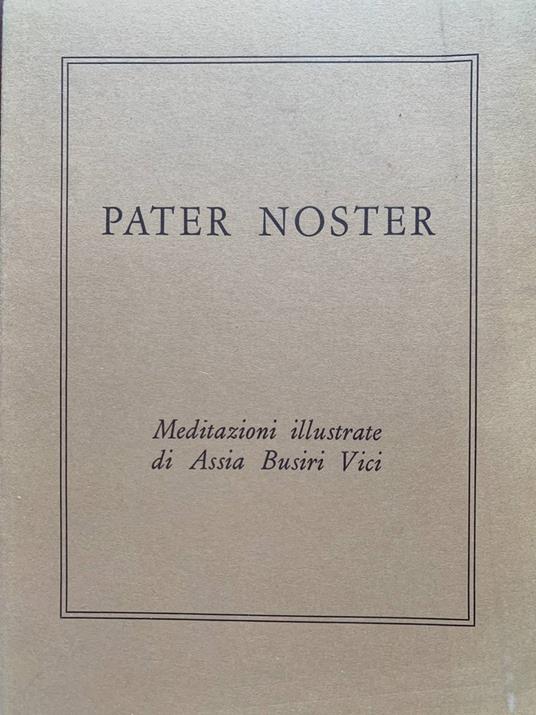 PATER NOSTER
Meditazioni illustrate
di Assia Busiri Vici